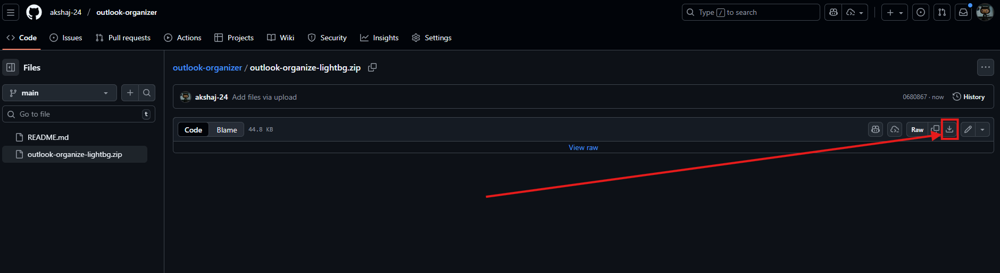 akshaj-24 / outlook-organizer
Type / to search
Code Issues Pull requests Actions Projects Wiki Security Insights Settings
Files
outlook-organizer / outlook-organize-lightbg.zip
main
akshaj-24 Add files via upload
0680867 · now
History
Go to file
t
Code Blame 44.8 KB
Raw
README.md
View raw
outlook-organize-lightbg.zip